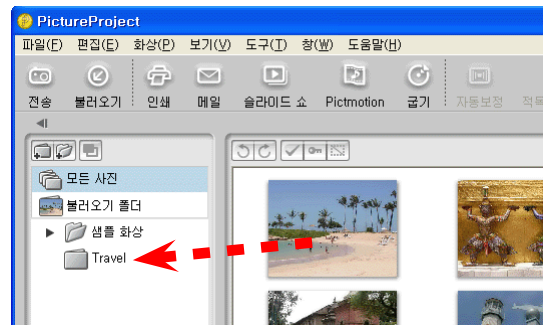 PictureProject
파일(F) 편집(E) 화상(P) 보기(V) 도구(T) 창(W) 도움말(H)
전송 불러오기 인쇄 메일 슬라이드 쇼 Pictmotion 굽기 자동보정 적목
모든 사진
불러오기 폴더
샘플 화상
Travel